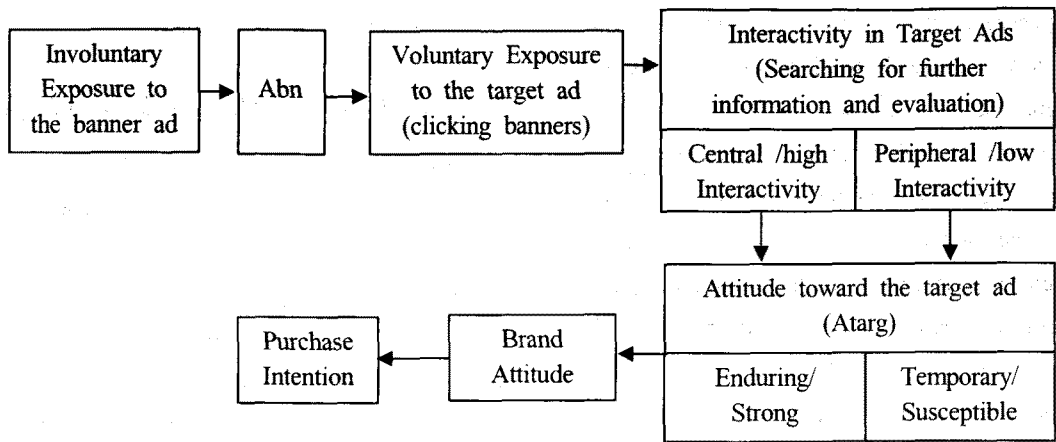 Involuntary
Exposure to
the banner ad
Abn
Voluntary Exposure
to the target ad
(clicking banners)
Interactivity in Target Ads
(Searching for further
information and evaluation)
Central /high
Interactivity
Peripheral /low
Interactivity
Attitude toward the target ad
(Atarg)
Enduring/
Strong
Temporary/
Susceptible
Brand
Attitude
Purchase
Intention